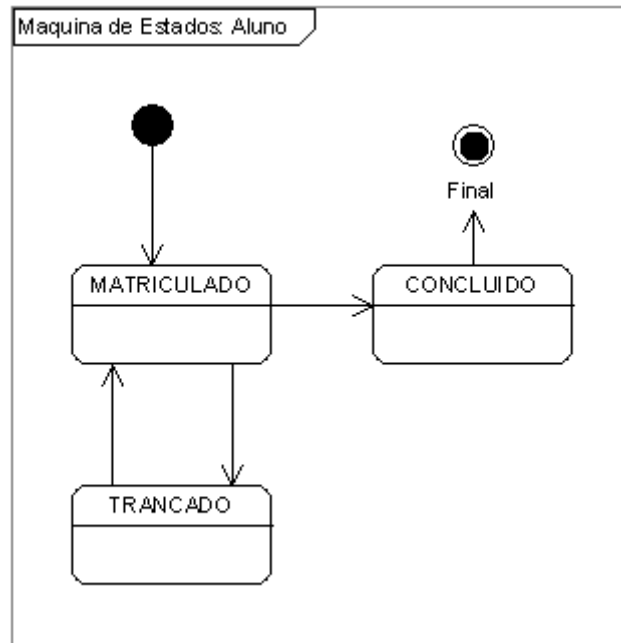 Maquina de Estados: Aluno
Final
MATRICULADO
CONCLUIDO
TRANCADO